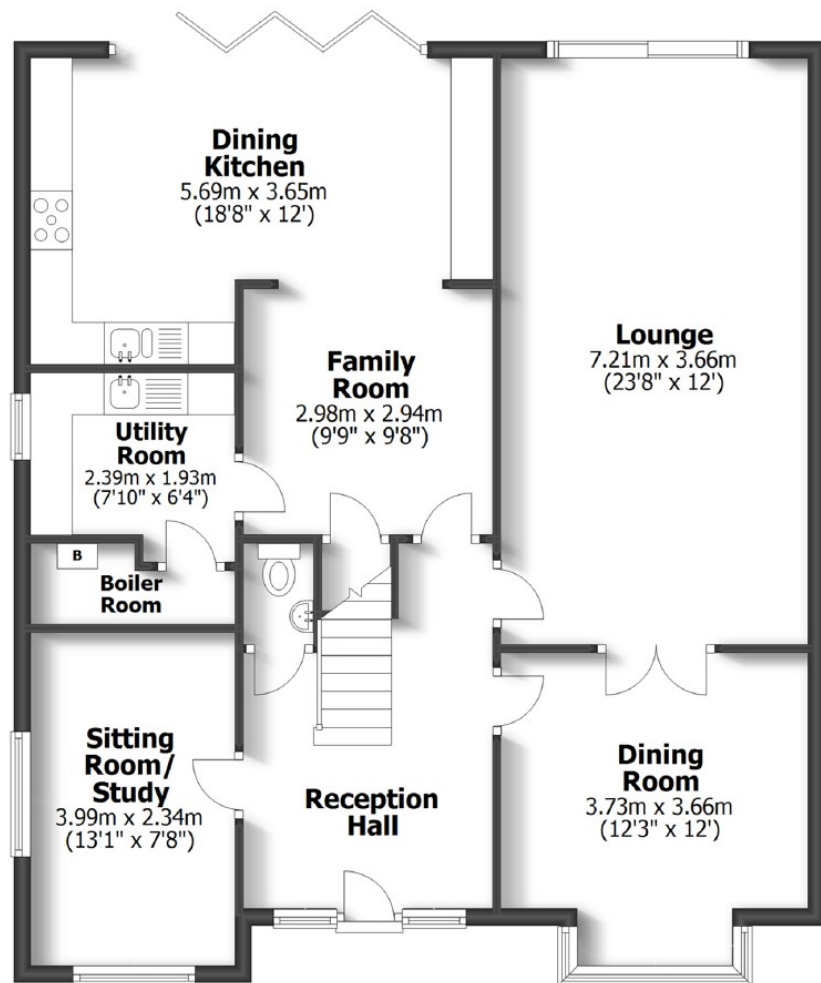 Dining
Kitchen
5.69m x 3.65m
(18'8" x 12')
Lounge
7.21m x 3.66m
(23'8" x 12')
Family
Room
2.98m x 2.94m
(9'9" x 9'8")
Utility
Room
2.39m x 1.93m
(7'10" x 6'4")
B
Boiler
Room
Sitting
Room/
Study
3.99m x 2.34m
(13'1" x 7'8")
Reception
Hall
Dining
Room
3.73m x 3.66m
(12'3" x 12')